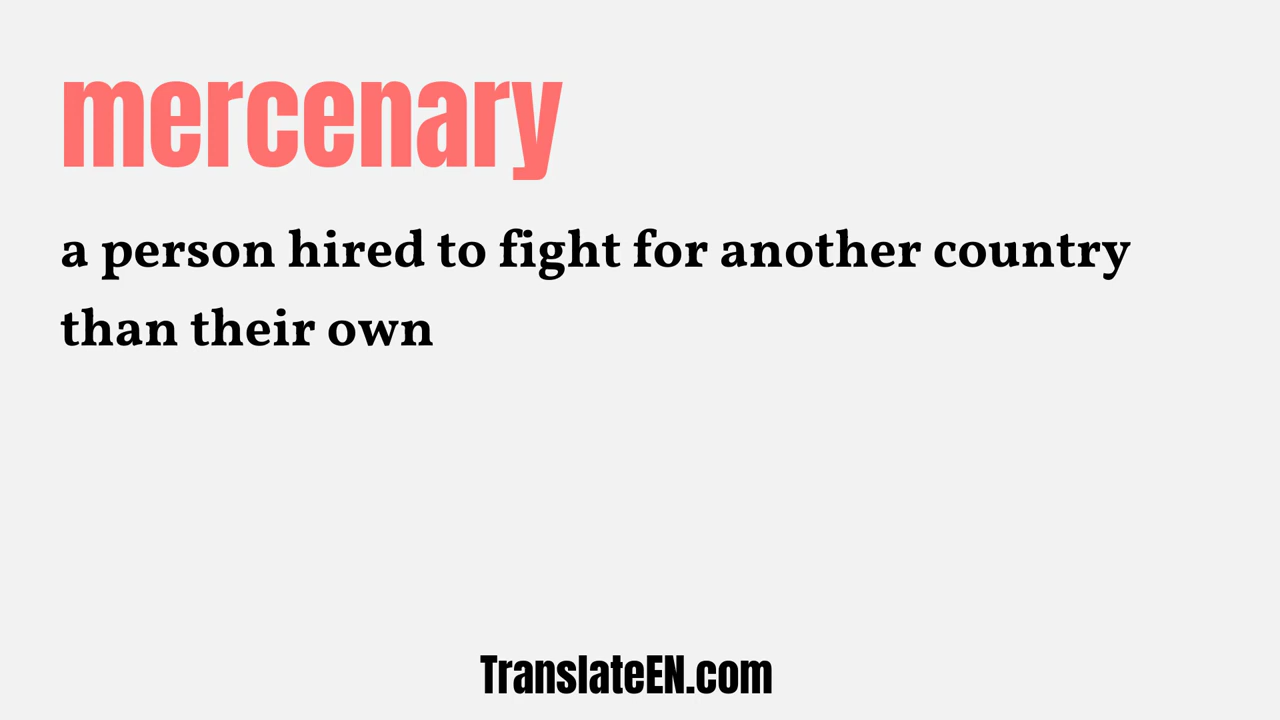 mercenary
a person hired to fight for another country
than their own
TranslateEN.com